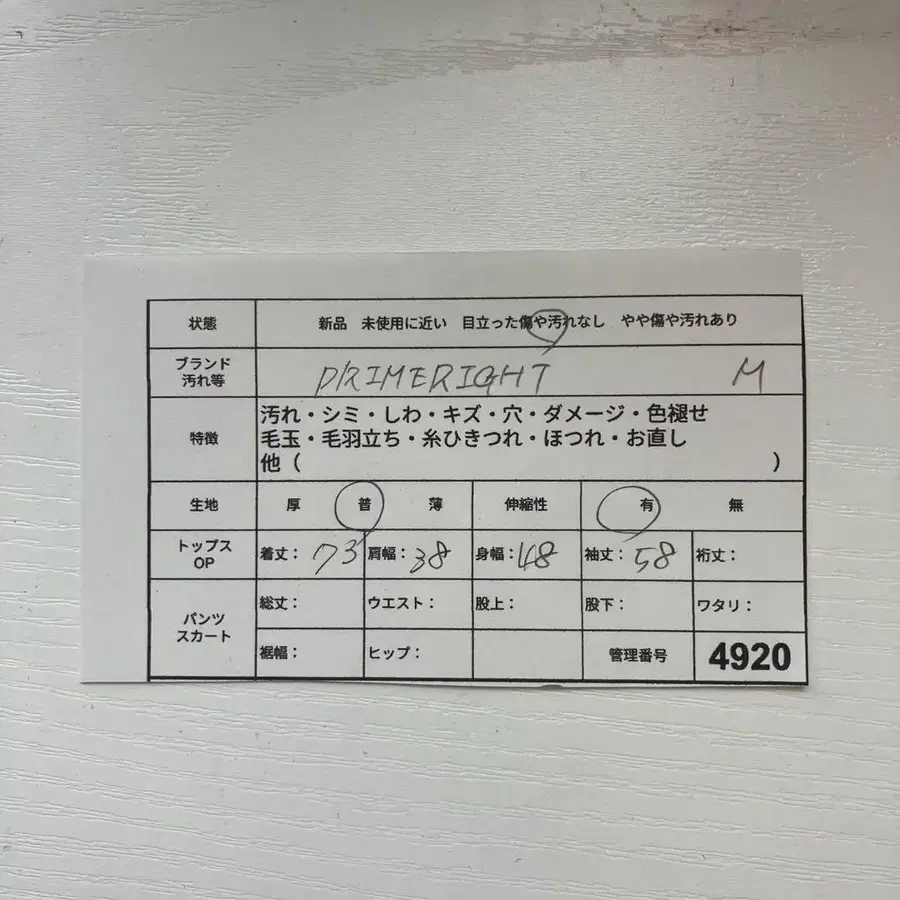 状態 新品 未使用に近い 目立った傷や汚れなし やや傷や汚れあり
ブランド
汚れ等
PRIMERIGHT M
特徴
汚れ・シミ・しわ・キズ・穴・ダメージ・色褪せ
毛玉・毛羽立ち・糸ひきつれ・ほつれ・お直し
他（ ）
生地 厚 普 薄 伸縮性 有 無
トップス
OP
着丈：73 肩幅：38 身幅：48 袖丈：58 裄丈：
パンツ
スカート
総丈： ウエスト： 股上： 股下： ワタリ：
裾幅： ヒップ： 管理番号 4920